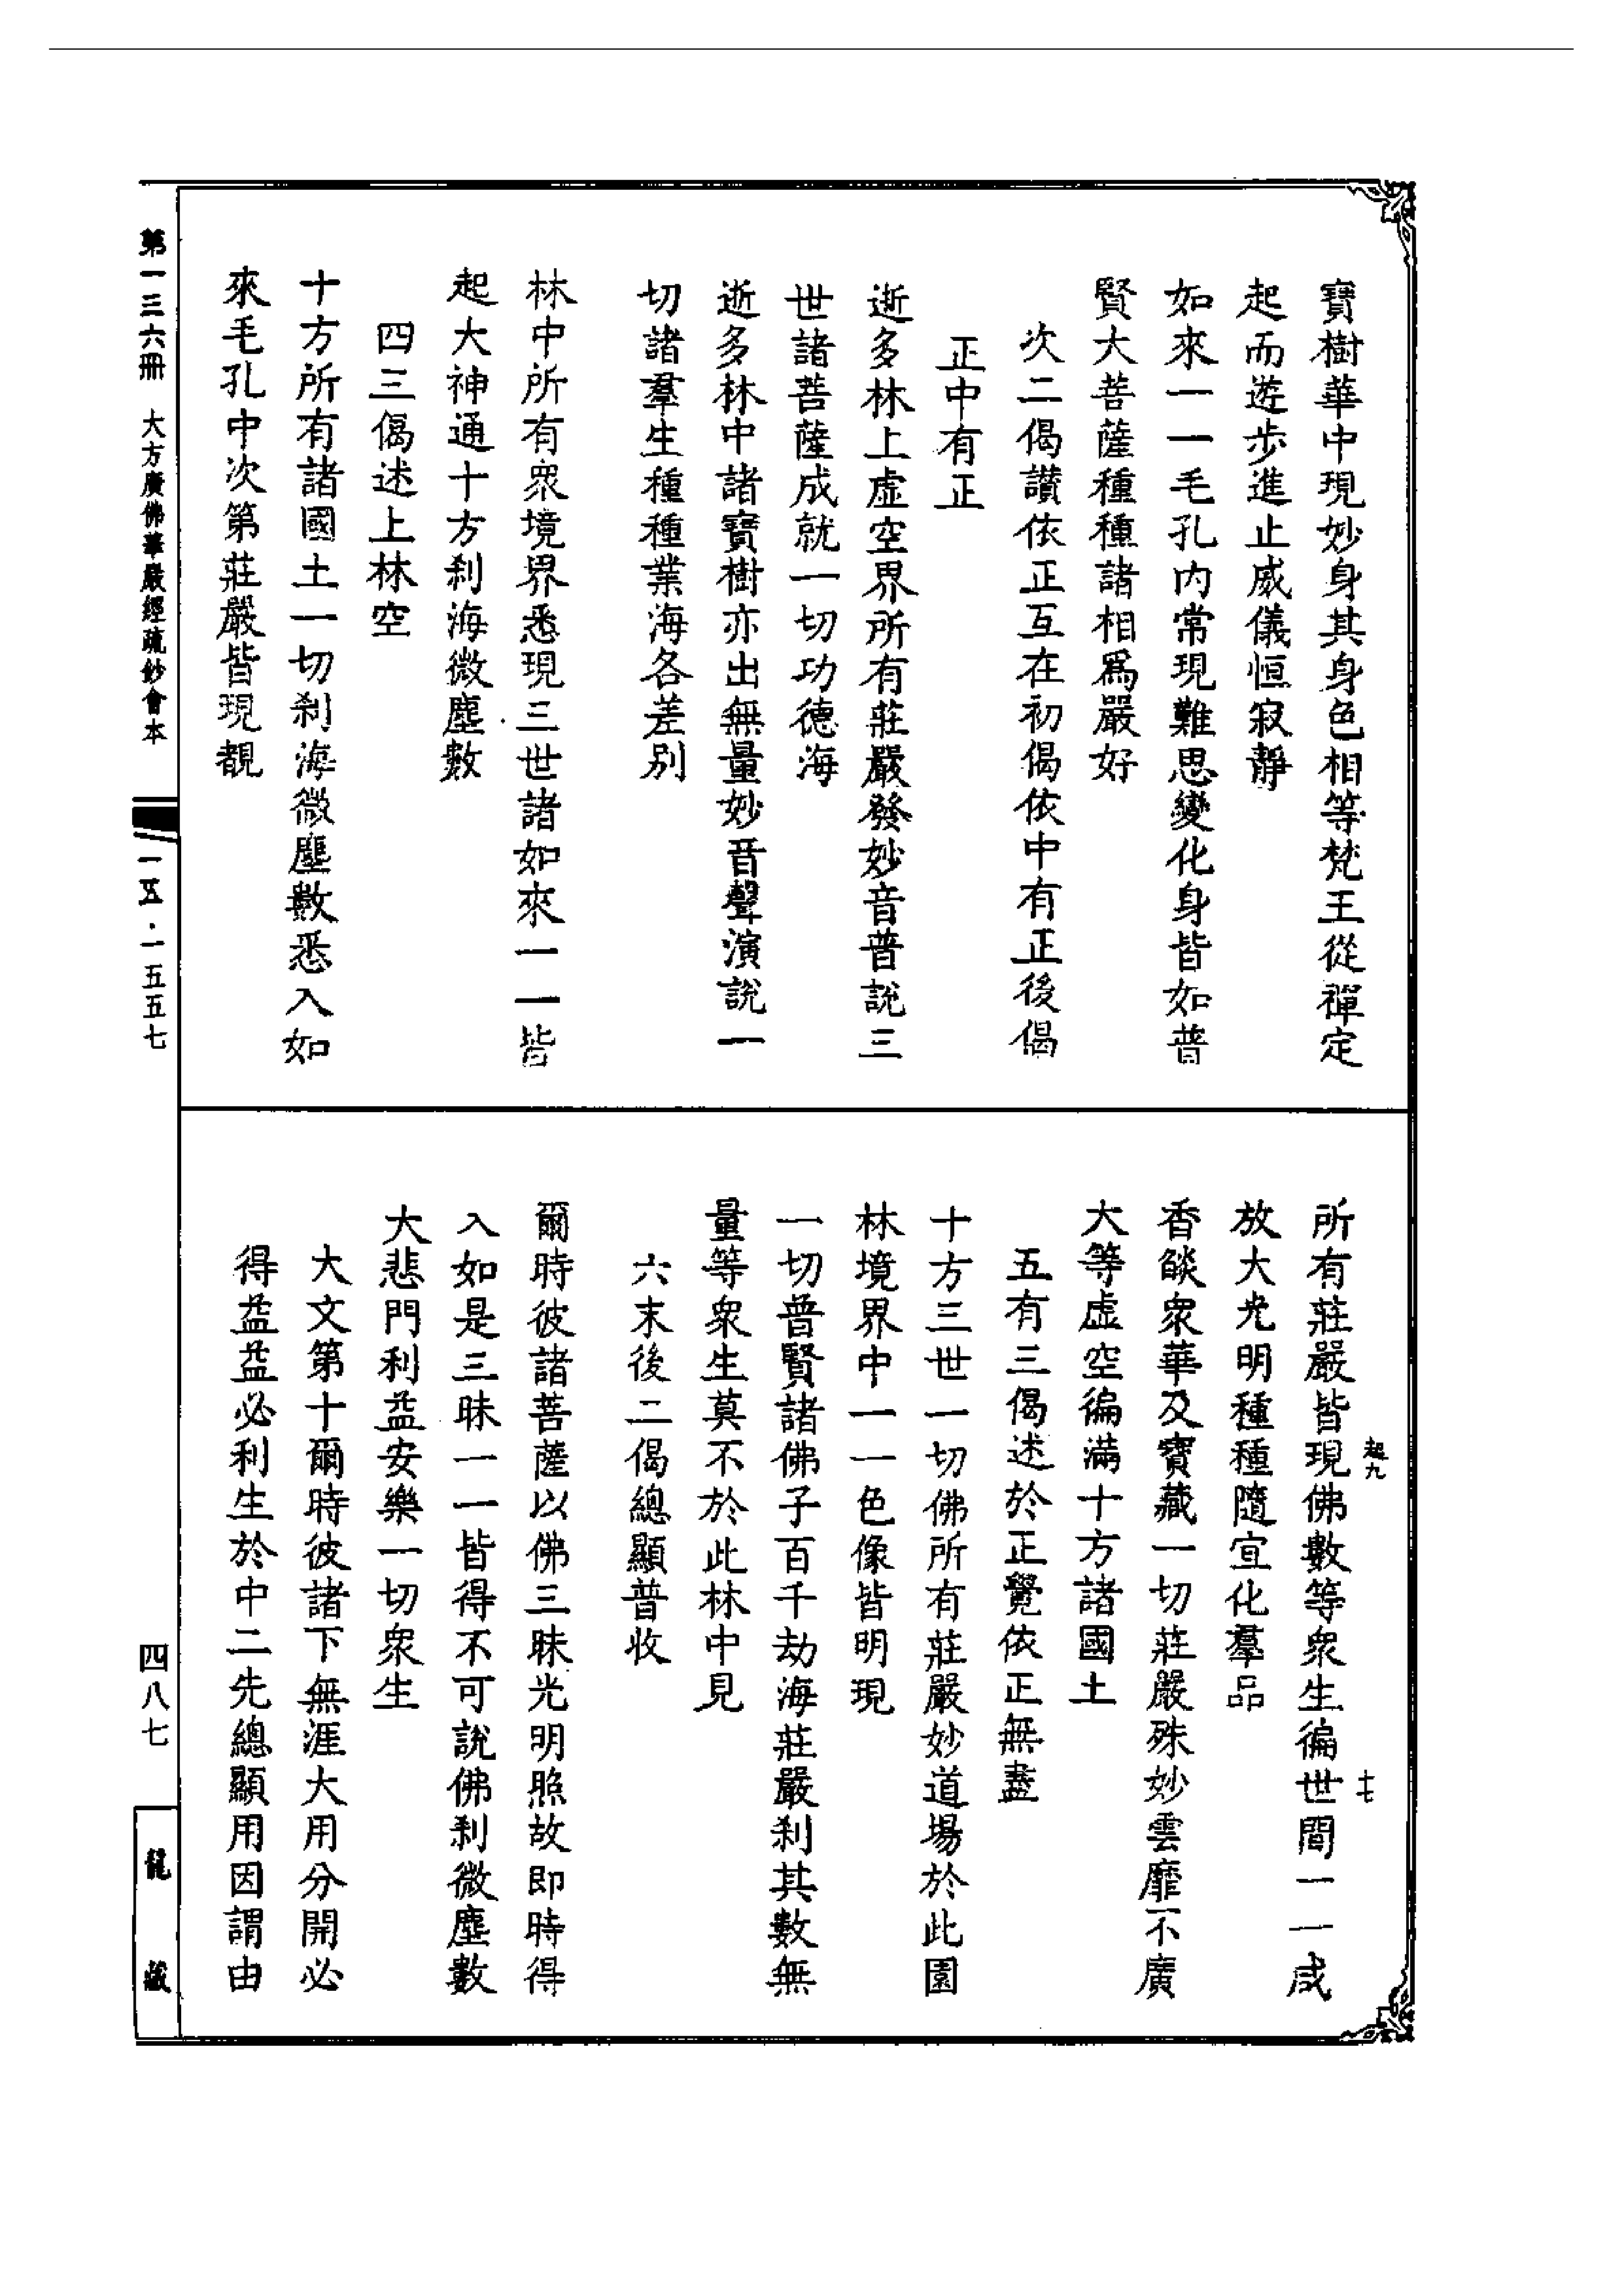 寶樹華中現妙身其身色相等梵王從禪定
起而遊步進止威儀恒寂靜
如來一一毛孔內常現難思變化身皆如普
賢大菩薩種種諸相爲嚴好
次二偈讚依正互在初偈依中有正後偈
正中有正
逝多林上虛空界所有莊嚴發妙音普說三
世諸菩薩成就一切功德海
逝多林中諸寶樹亦出無量妙音聲演說一
切諸羣生種種業海各差別
林中所有衆境界悉現三世諸如來一一皆
起大神通十方刹海微塵數
四三偈述上林空
十方所有諸國土一切刹海微塵數悉入如
來毛孔中次第莊嚴皆現覩
所有莊嚴皆現佛數等衆生徧世間一一咸
放大光明種種隨宜化羣品
香燄衆華及寶藏一切莊嚴殊妙雲靡不廣
大等虛空徧滿十方諸國土
五有三偈述於正覺依正無盡
十方三世一切佛所有莊嚴妙道場於此園
林境界中一一色像皆明現
一切普賢諸佛子百千劫海莊嚴刹其數無
量等衆生莫不於此林中見
六末後二偈總顯普收
爾時彼諸菩薩以佛三昧光明照故即時得
入如是三昧一一皆得不可說佛刹微塵數
大悲門利益安樂一切衆生
大文第十爾時彼諸下無涯大用分開必
得益益必利生於中二先總顯用因謂由
起九
十七
第一三六冊 大方廣佛華嚴經疏鈔會本
一五五七
四八七
龍藏